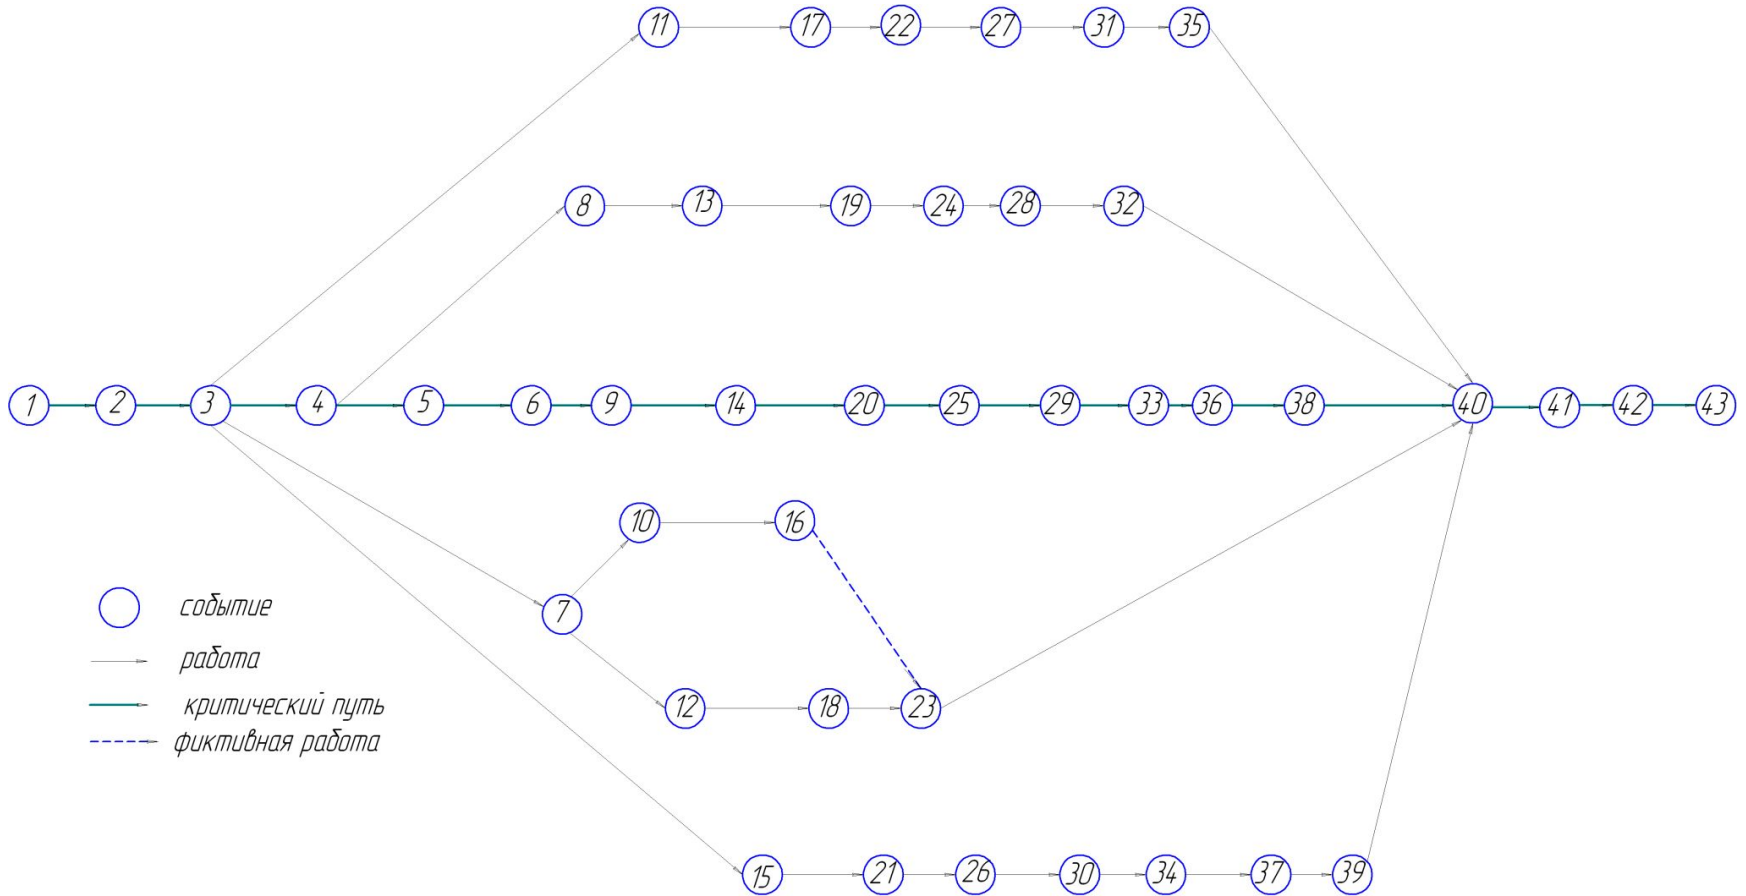 11 17 22 27 31 35
8 13 19 24 28 32
1 2 3 4 5 6 9 14 20 25 29 33 36 38 40 41 42 43
10 16
событие
7
работа
критический путь
12 18 23
фиктивная работа
15 21 26 30 34 37 39